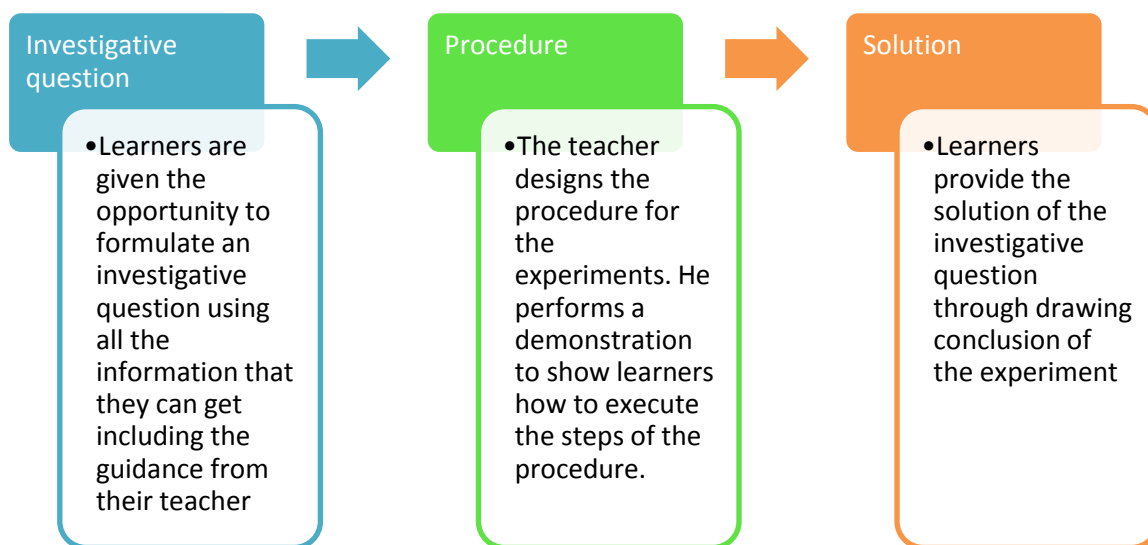 Investigative
question
•Learners are
given the
opportunity to
formulate an
investigative
question using
all the
information that
they can get
including the
guidance from
their teacher
Procedure
•The teacher
designs the
procedure for
the
experiments. He
performs a
demonstration
to show learners
how to execute
the steps of the
procedure.
Solution
•Learners
provide the
solution of the
investigative
question
through drawing
conclusion of
the experiment